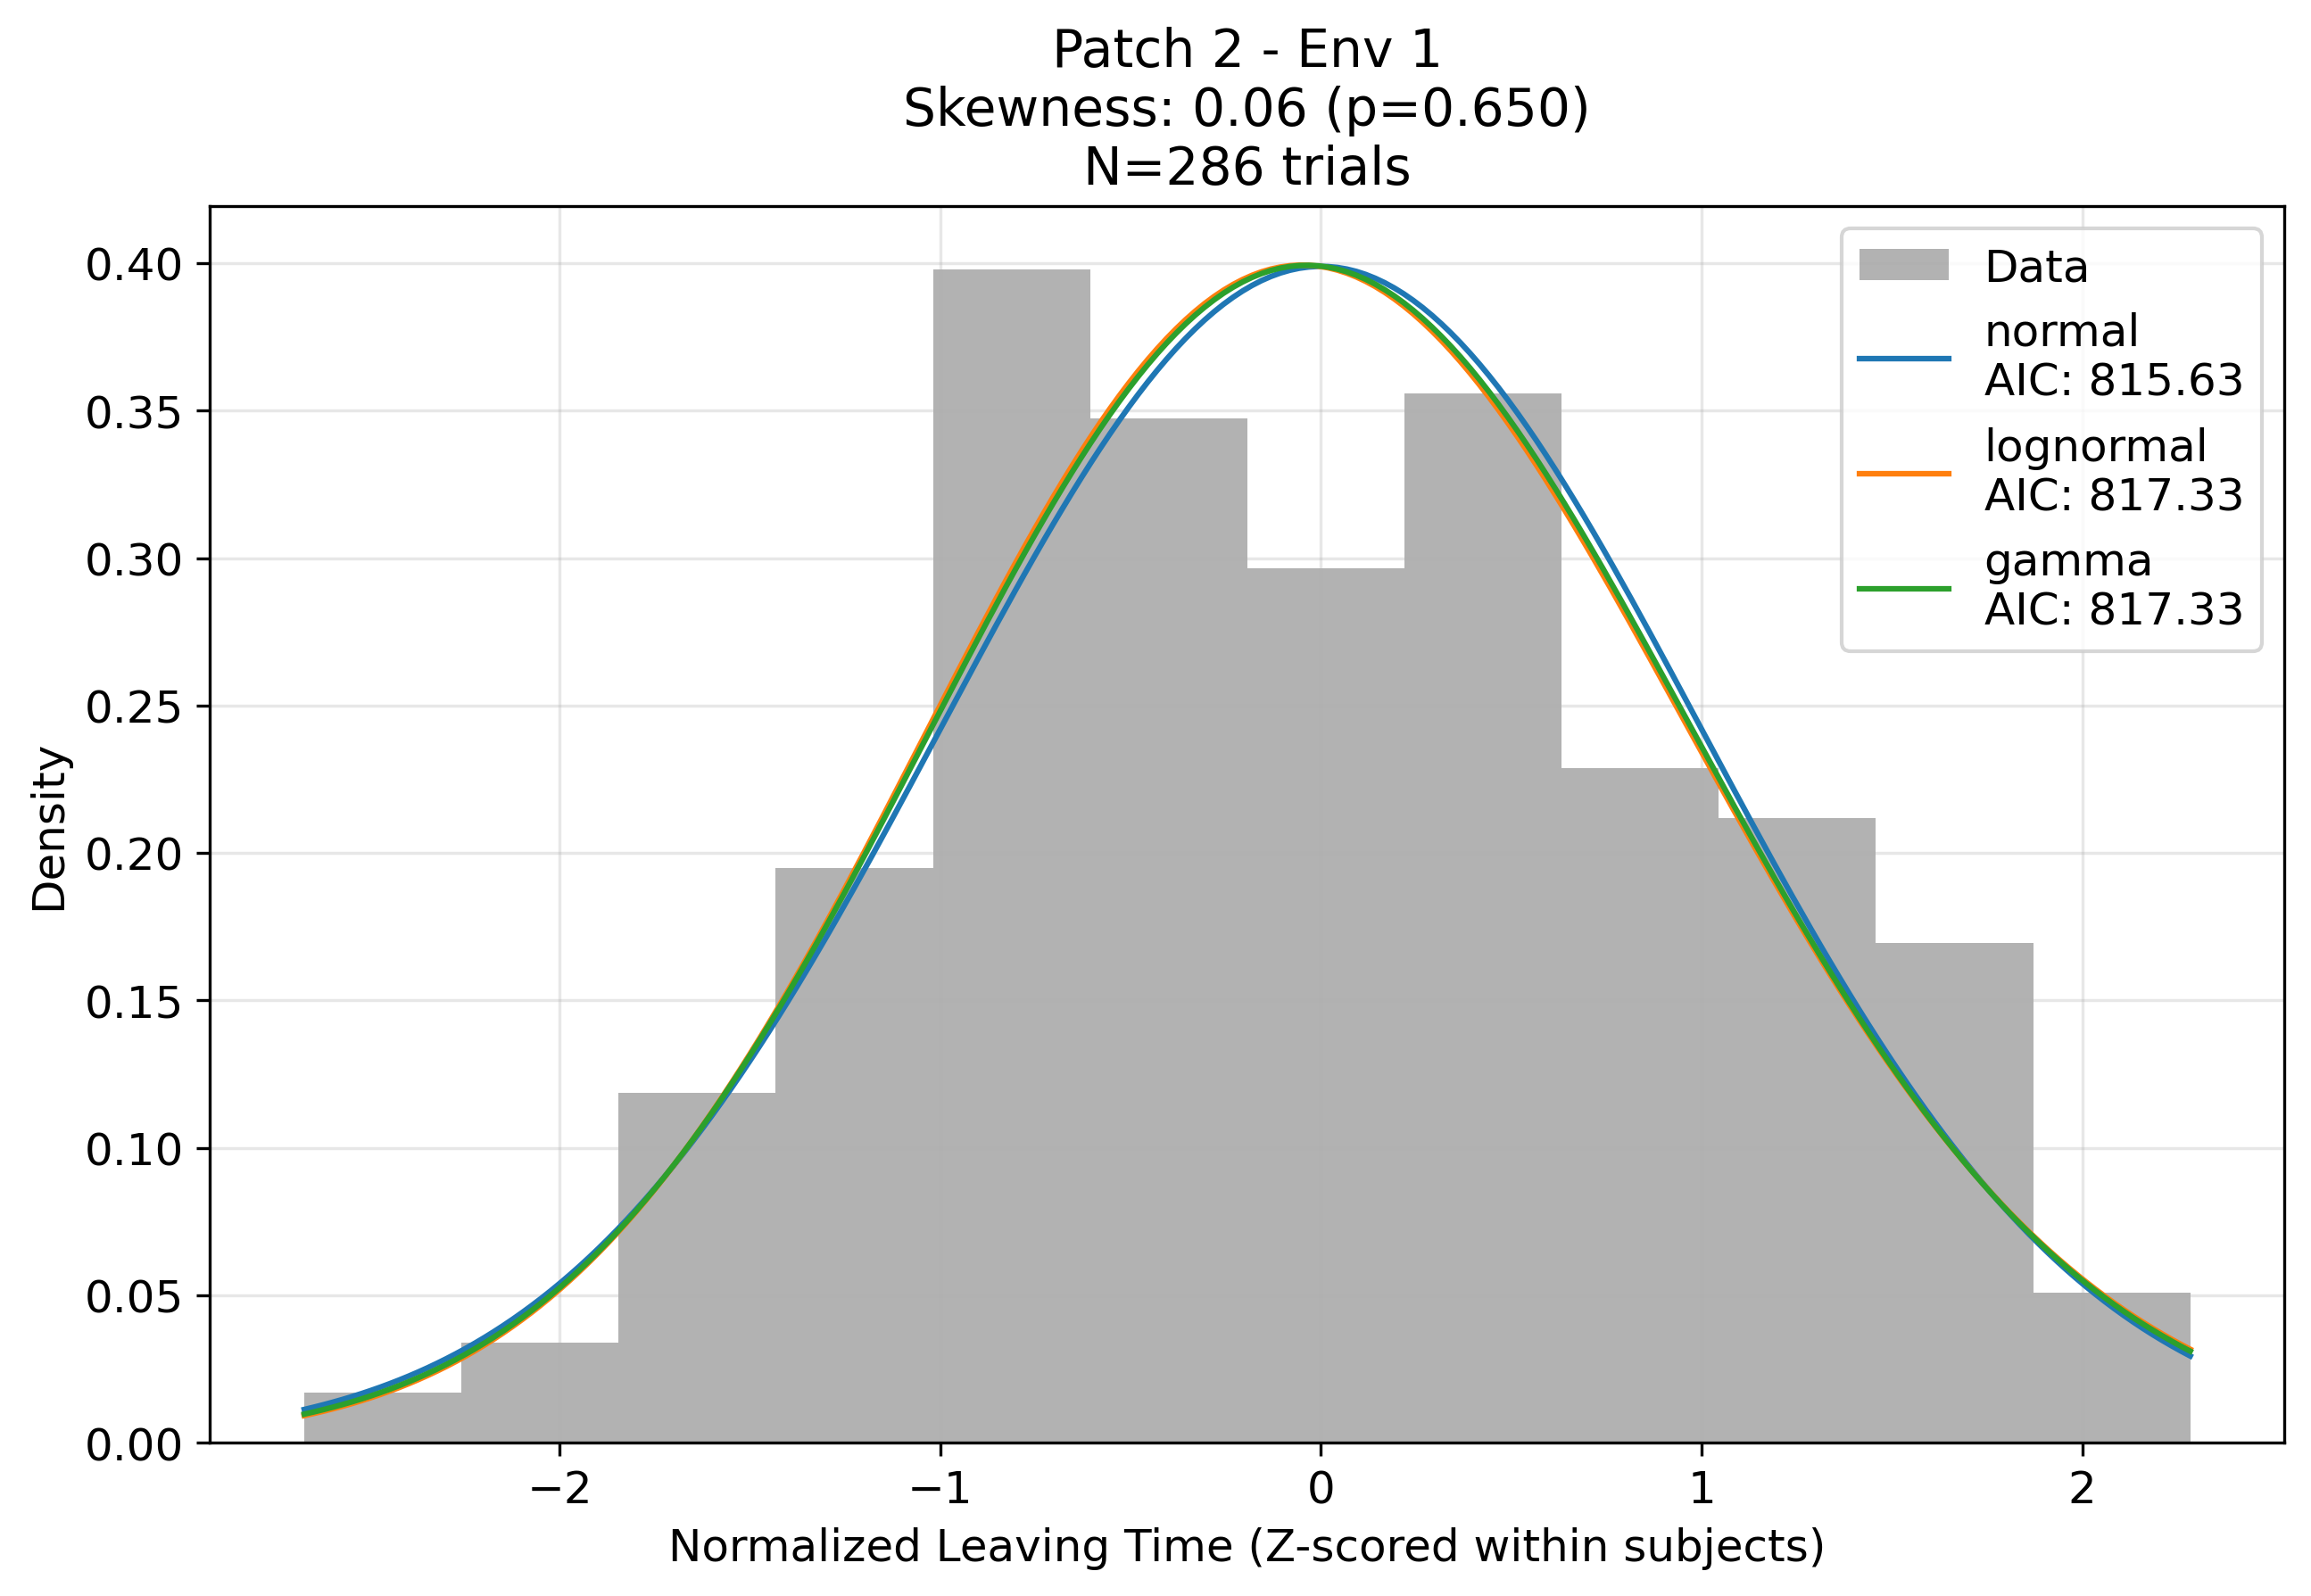 Patch 2 - Env 1
Skewness: 0.06 (p=0.650)
N=286 trials
Data
normal
AIC: 815.63
lognormal
AIC: 817.33
gamma
AIC: 817.33
Density
0.40
0.35
0.30
0.25
0.20
0.15
0.10
0.05
0.00
−2
−1
0
1
2
Normalized Leaving Time (Z-scored within subjects)